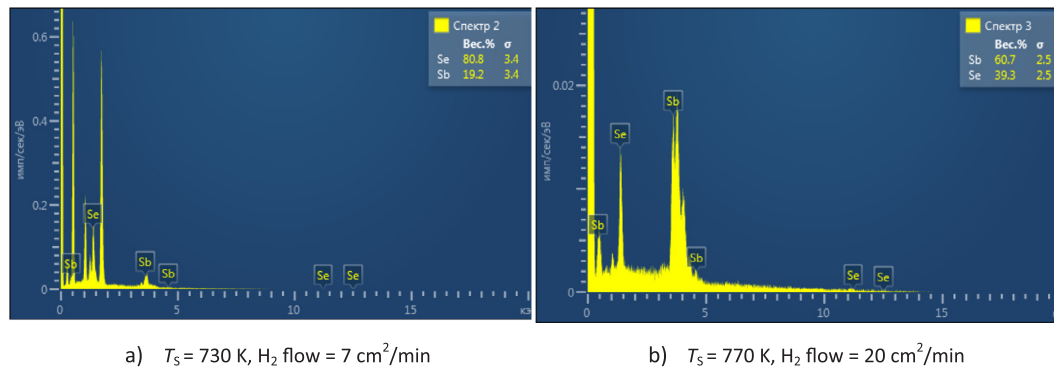 Спектр 2
Вес.% σ
Se 80.8 3.4
Sb 19.2 3.4
имп/сек/эВ
0.6
0.4
0.2
0
Sb
Se
Sb
Sb
Se
Se
0 5 10 15 кэ
a) TS = 730 K, H2 flow = 7 cm²/min
Спектр 3
Вес.% σ
Sb 60.7 2.5
Se 39.3 2.5
имп/сек/эВ
0.02
0
Sb
Se
Sb
Sb
Se
Se
0 5 10 15 к
b) TS = 770 K, H2 flow = 20 cm²/min